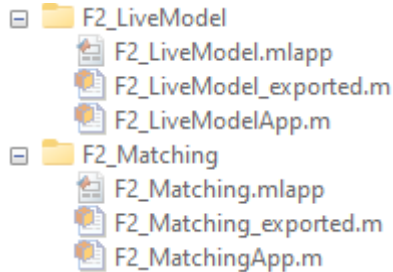 F2_LiveModel
F2_LiveModel.mlapp
F2_LiveModel_exported.m
F2_LiveModelApp.m
F2_Matching
F2_Matching.mlapp
F2_Matching_exported.m
F2_MatchingApp.m